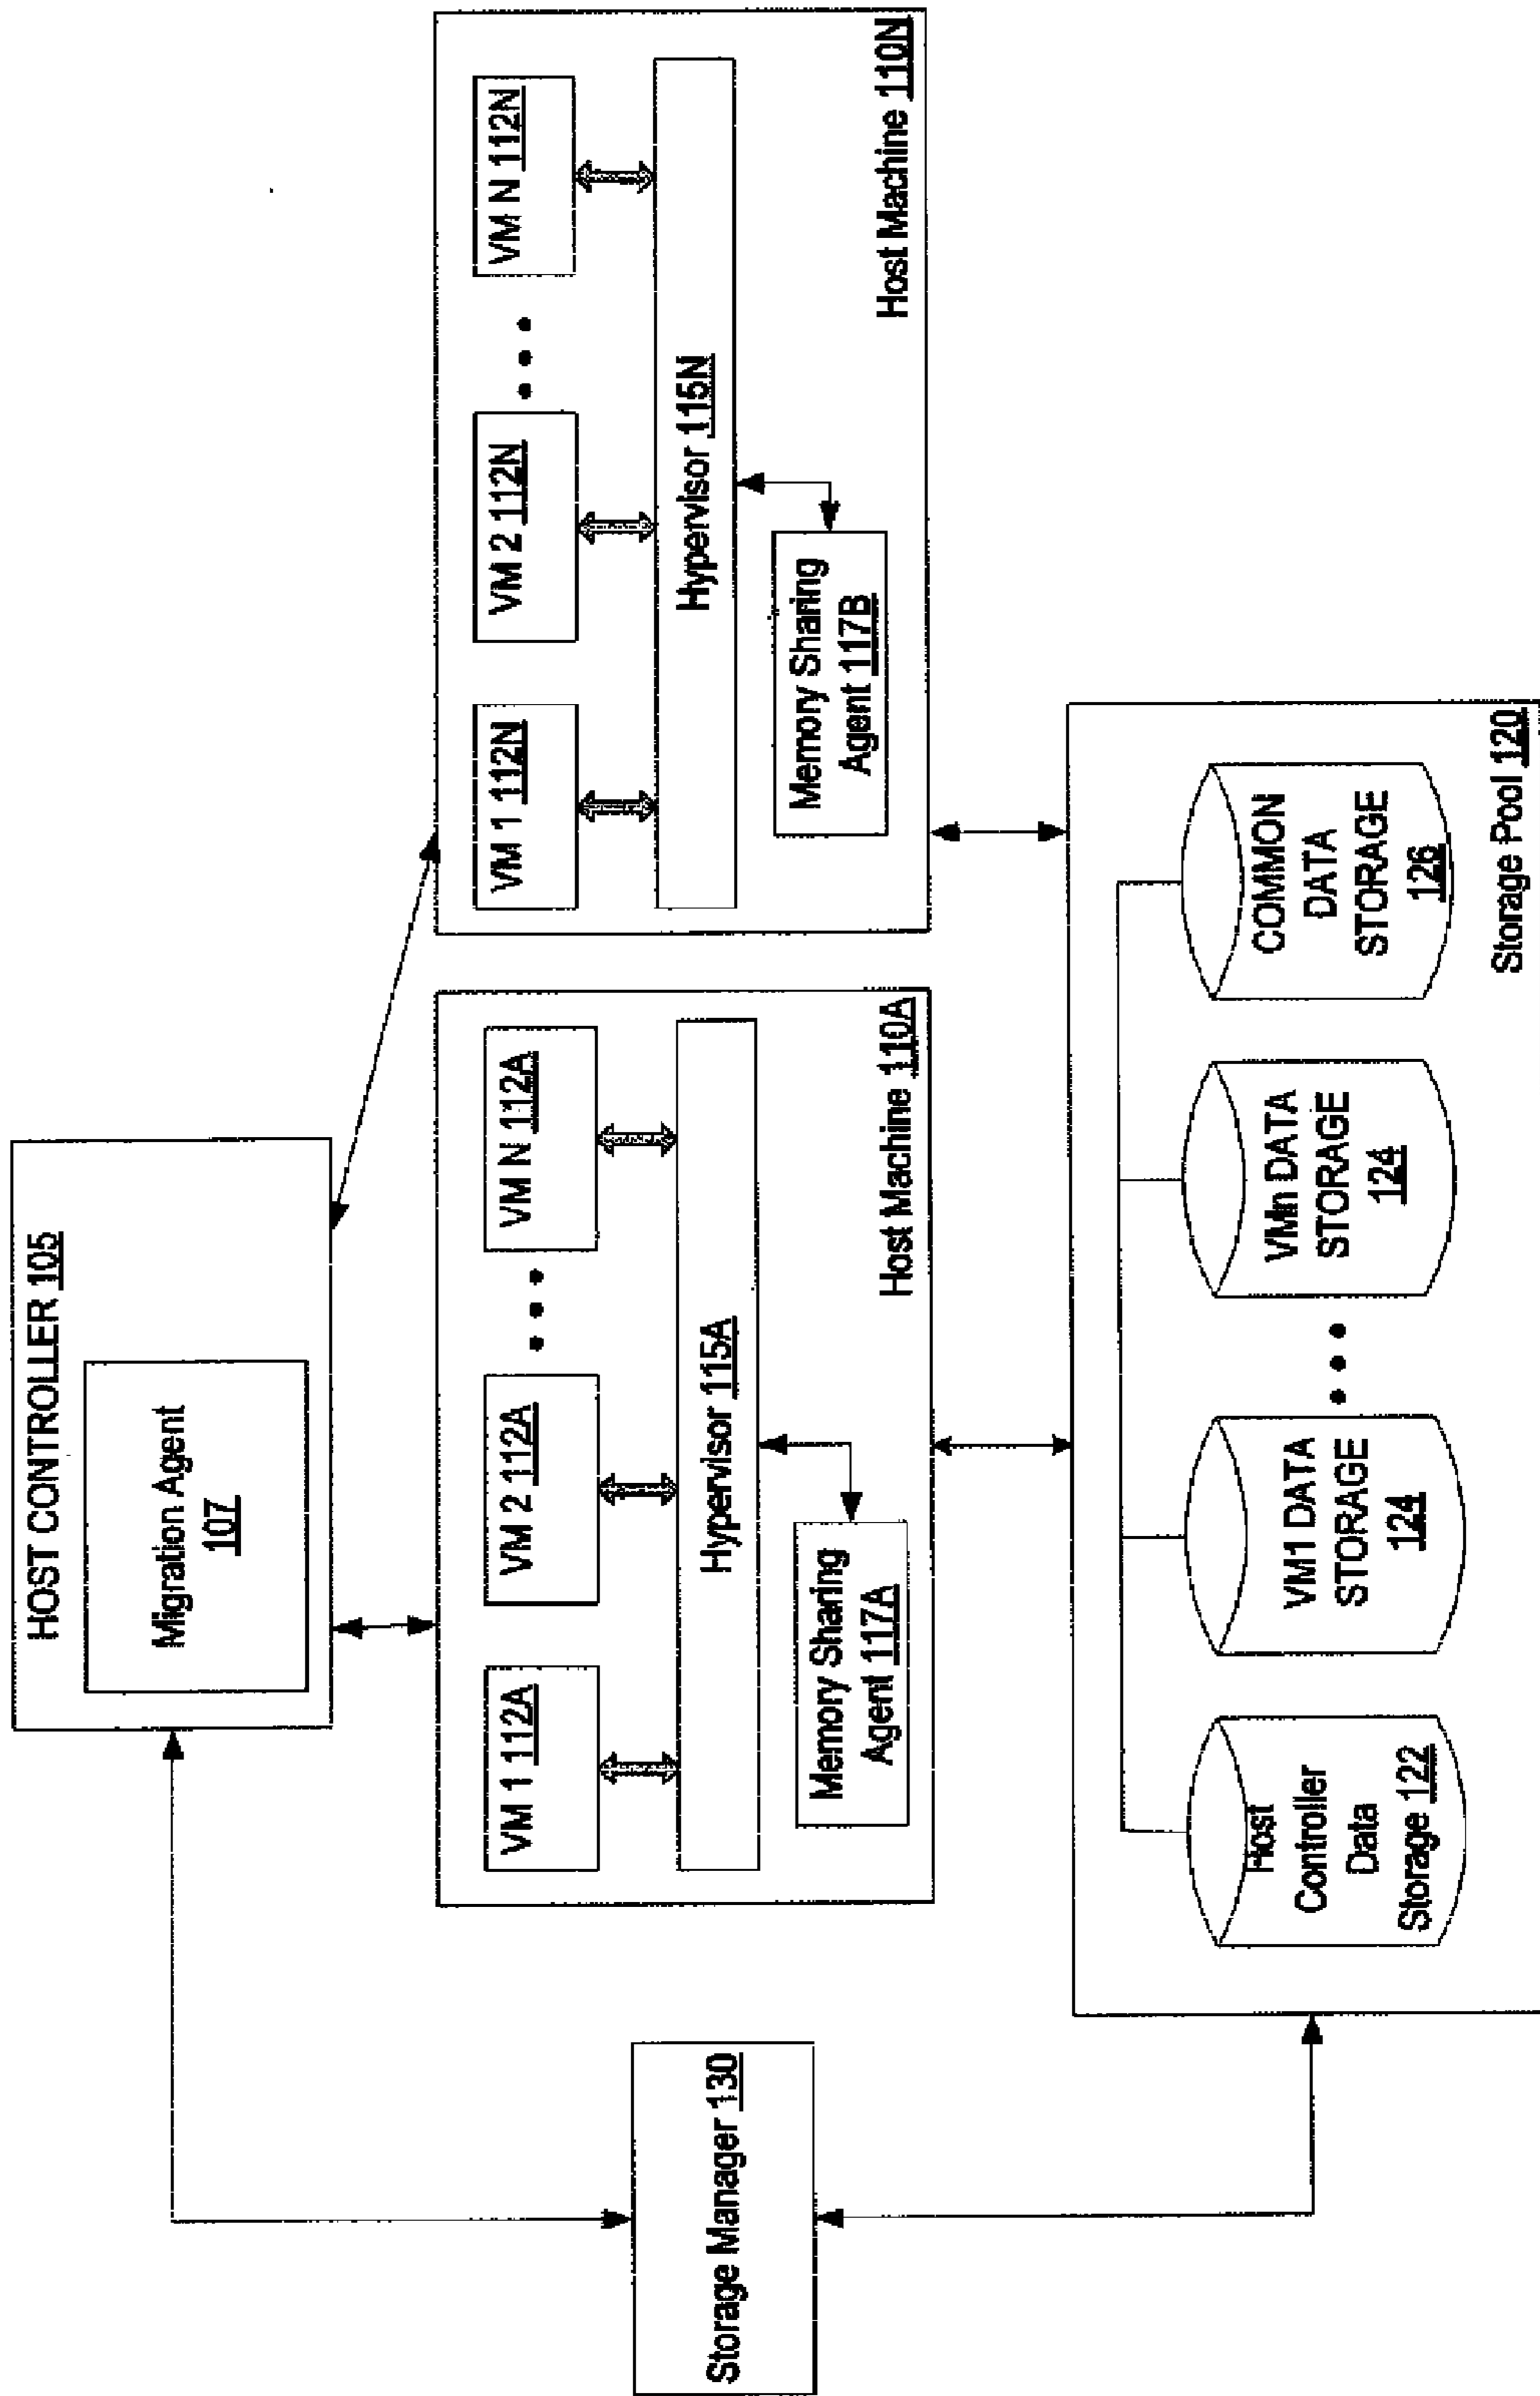 HOST CONTROLLER 105
Migration Agent
107
VM 1 112A
VM 2 112A
VM N 112A
Hypervisor 115A
Memory Sharing
Agent 117A
Host Machine 110A
VM 1 112N
VM 2 112N
VM N 112N
Hypervisor 115N
Memory Sharing
Agent 117B
Host Machine 110N
Storage Manager 130
Host
Controller
Data
Storage 122
VM1 DATA
STORAGE
124
VMn DATA
STORAGE
124
COMMON
DATA
STORAGE
126
Storage Pool 120